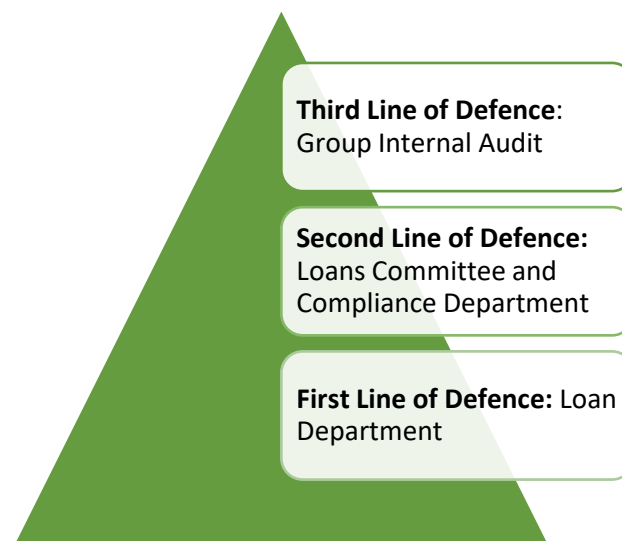 Third Line of Defence:
Group Internal Audit
Second Line of Defence:
Loans Committee and
Compliance Department
First Line of Defence: Loan
Department